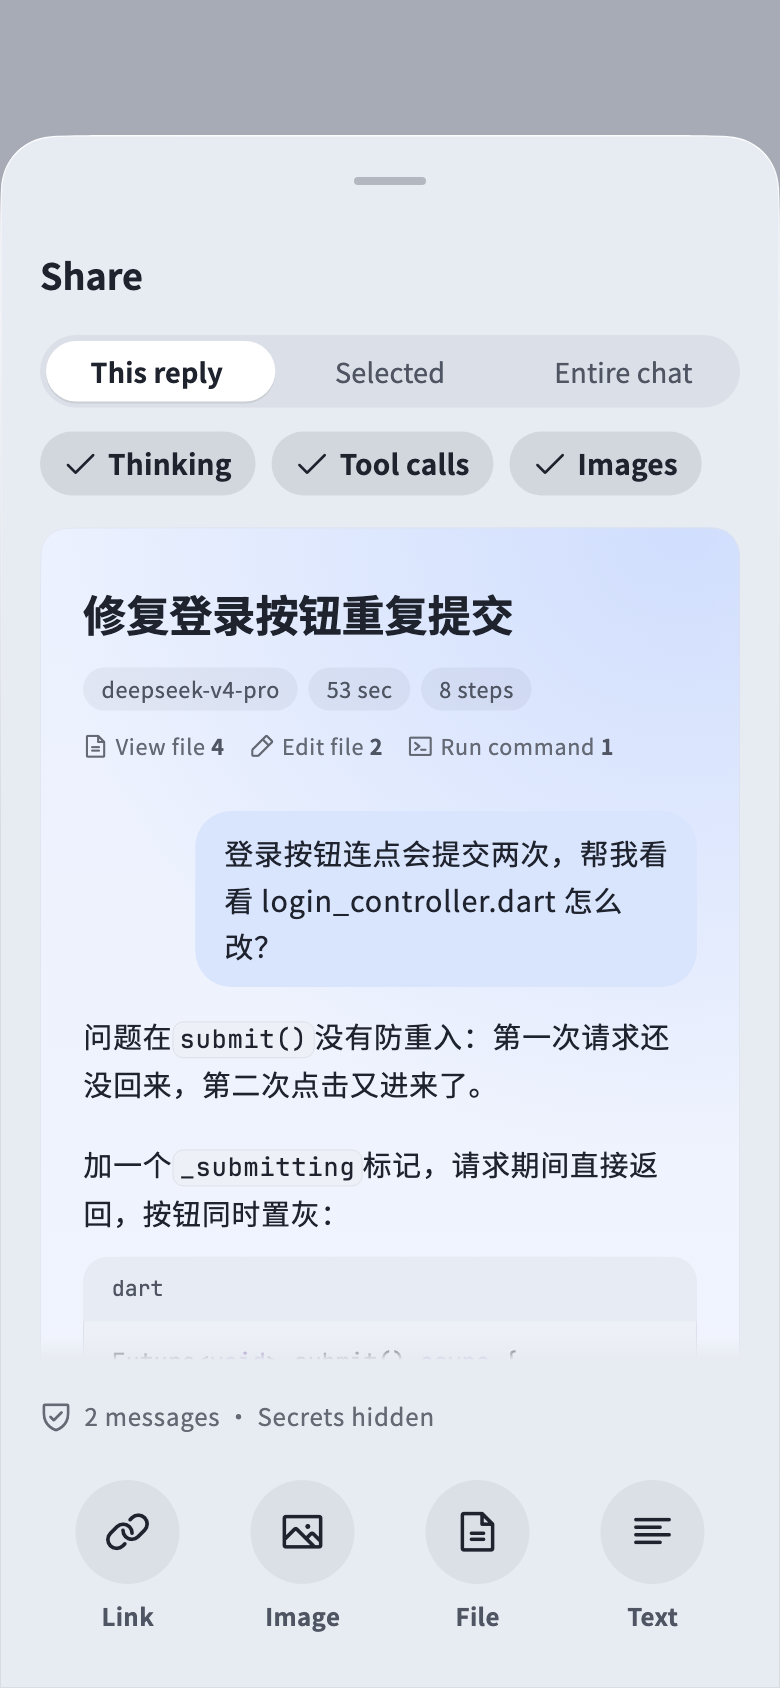 Share
This reply
Selected
Entire chat
Thinking
Tool calls
Images
修复登录按钮重复提交
deepseek-v4-pro
53 sec
8 steps
View file 4
Edit file 2
Run command 1
登录按钮连点会提交两次，帮我看
看 login_controller.dart 怎么
改？
问题在 submit() 没有防重入：第一次请求还
没回来，第二次点击又进来了。
加一个 _submitting 标记，请求期间直接返
回，按钮同时置灰：
dart
Future<void> submit() async {
2 messages • Secrets hidden
Link
Image
File
Text